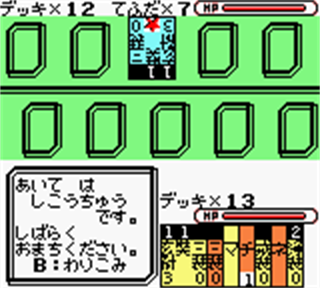 デッキ×12 てふだ×7 HP
あいて は
しこうちゅう
です。
しばらく
おまちください。
B:わりこみ
デッキ×13
HP